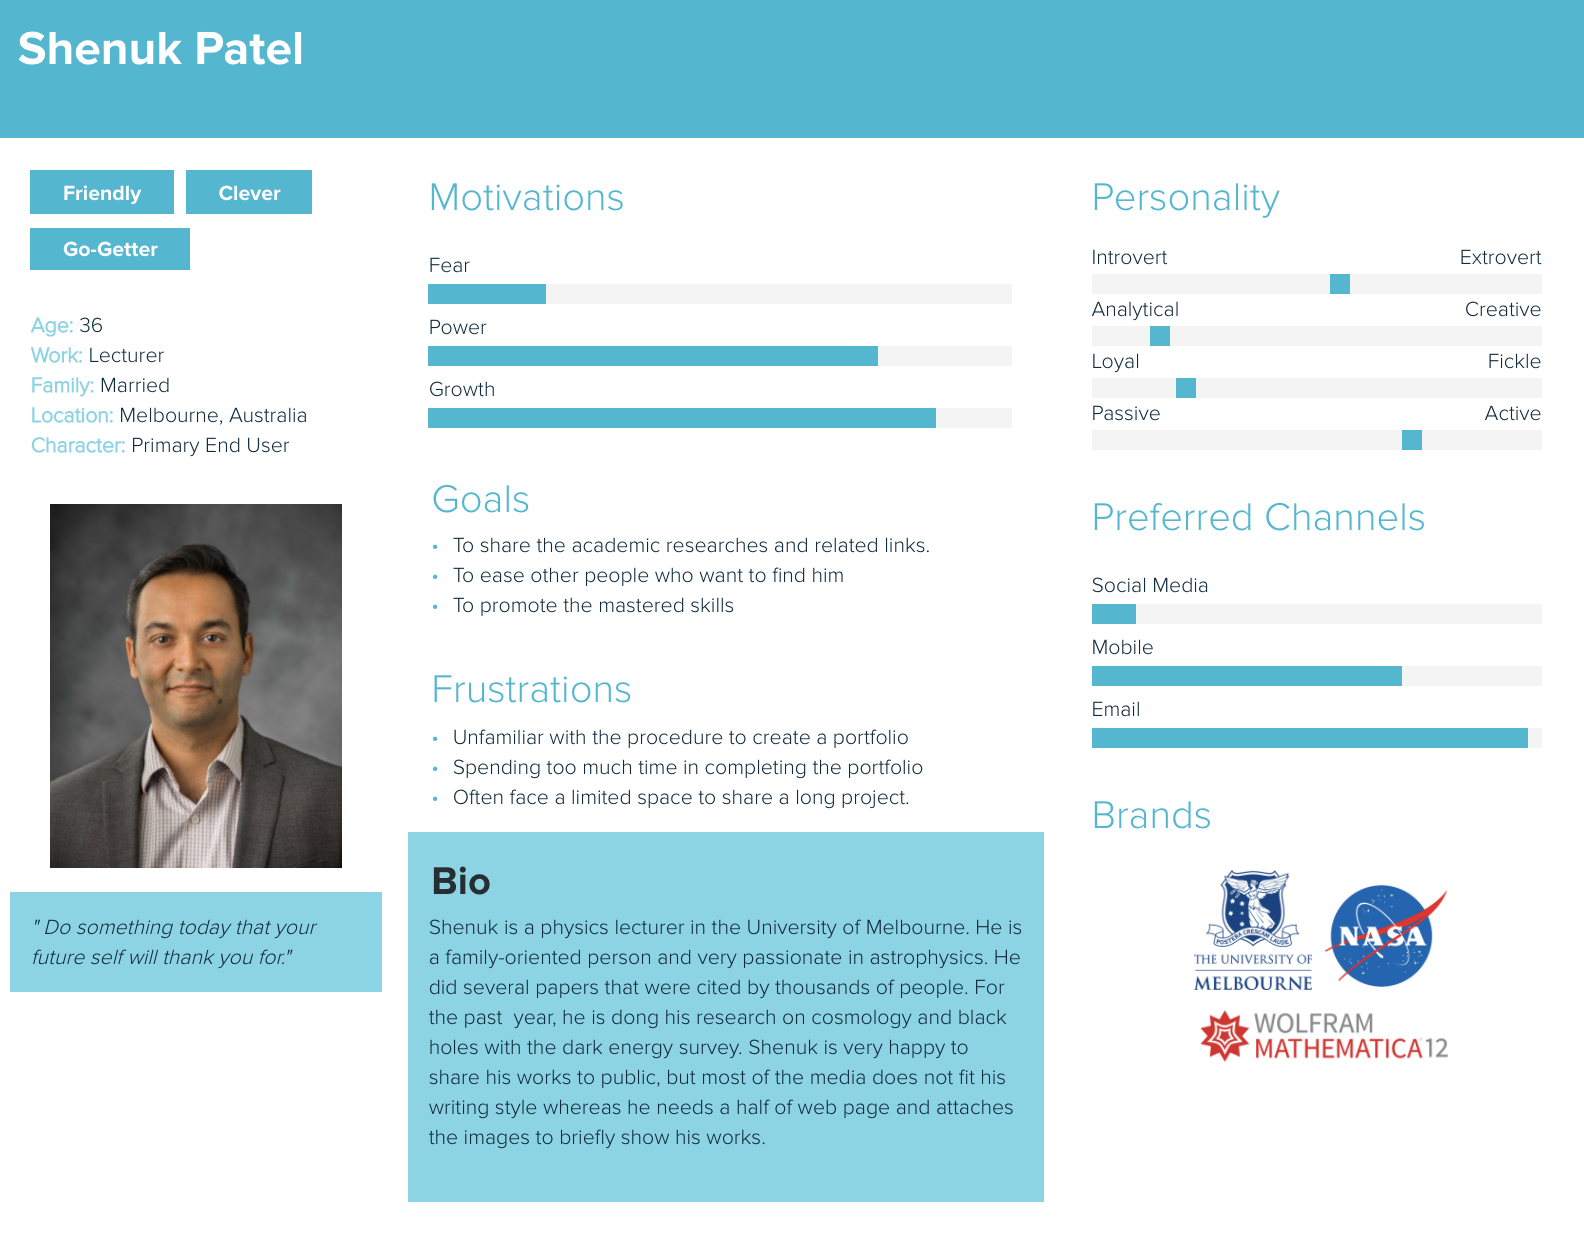 Shenuk Patel
Friendly
Clever
Go-Getter
Age: 36
Work: Lecturer
Family: Married
Location: Melbourne, Australia
Character: Primary End User
" Do something today that your
future self will thank you for."
Motivations
Fear
Power
Growth
Goals
• To share the academic researches and related links.
• To ease other people who want to find him
• To promote the mastered skills
Frustrations
• Unfamiliar with the procedure to create a portfolio
• Spending too much time in completing the portfolio
• Often face a limited space to share a long project.
Bio
Shenuk is a physics lecturer in the University of Melbourne. He is
a family-oriented person and very passionate in astrophysics. He
did several papers that were cited by thousands of people. For
the past  year, he is dong his research on cosmology and black
holes with the dark energy survey. Shenuk is very happy to
share his works to public, but most of the media does not fit his
writing style whereas he needs a half of web page and attaches
the images to briefly show his works.
Personality
Introvert Extrovert
Analytical Creative
Loyal Fickle
Passive Active
Preferred Channels
Social Media
Mobile
Email
Brands
POSTERA CRESCAM LAUDE
THE UNIVERSITY OF
MELBOURNE
NASA
WOLFRAM
MATHEMATICA 12